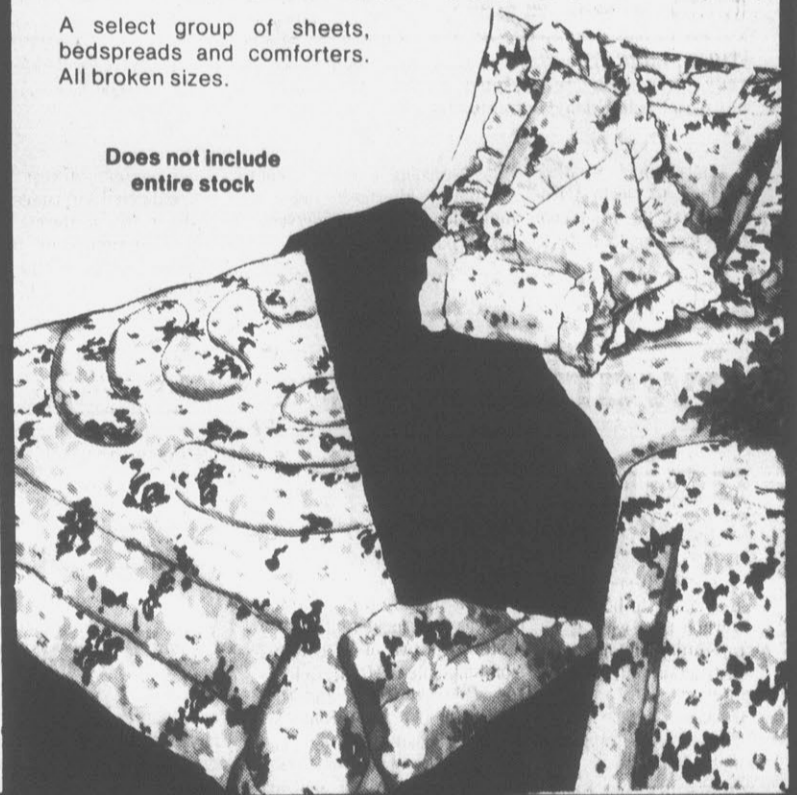 A select group of sheets,
bedspreads and comforters.
All broken sizes.
Does not include
entire stock